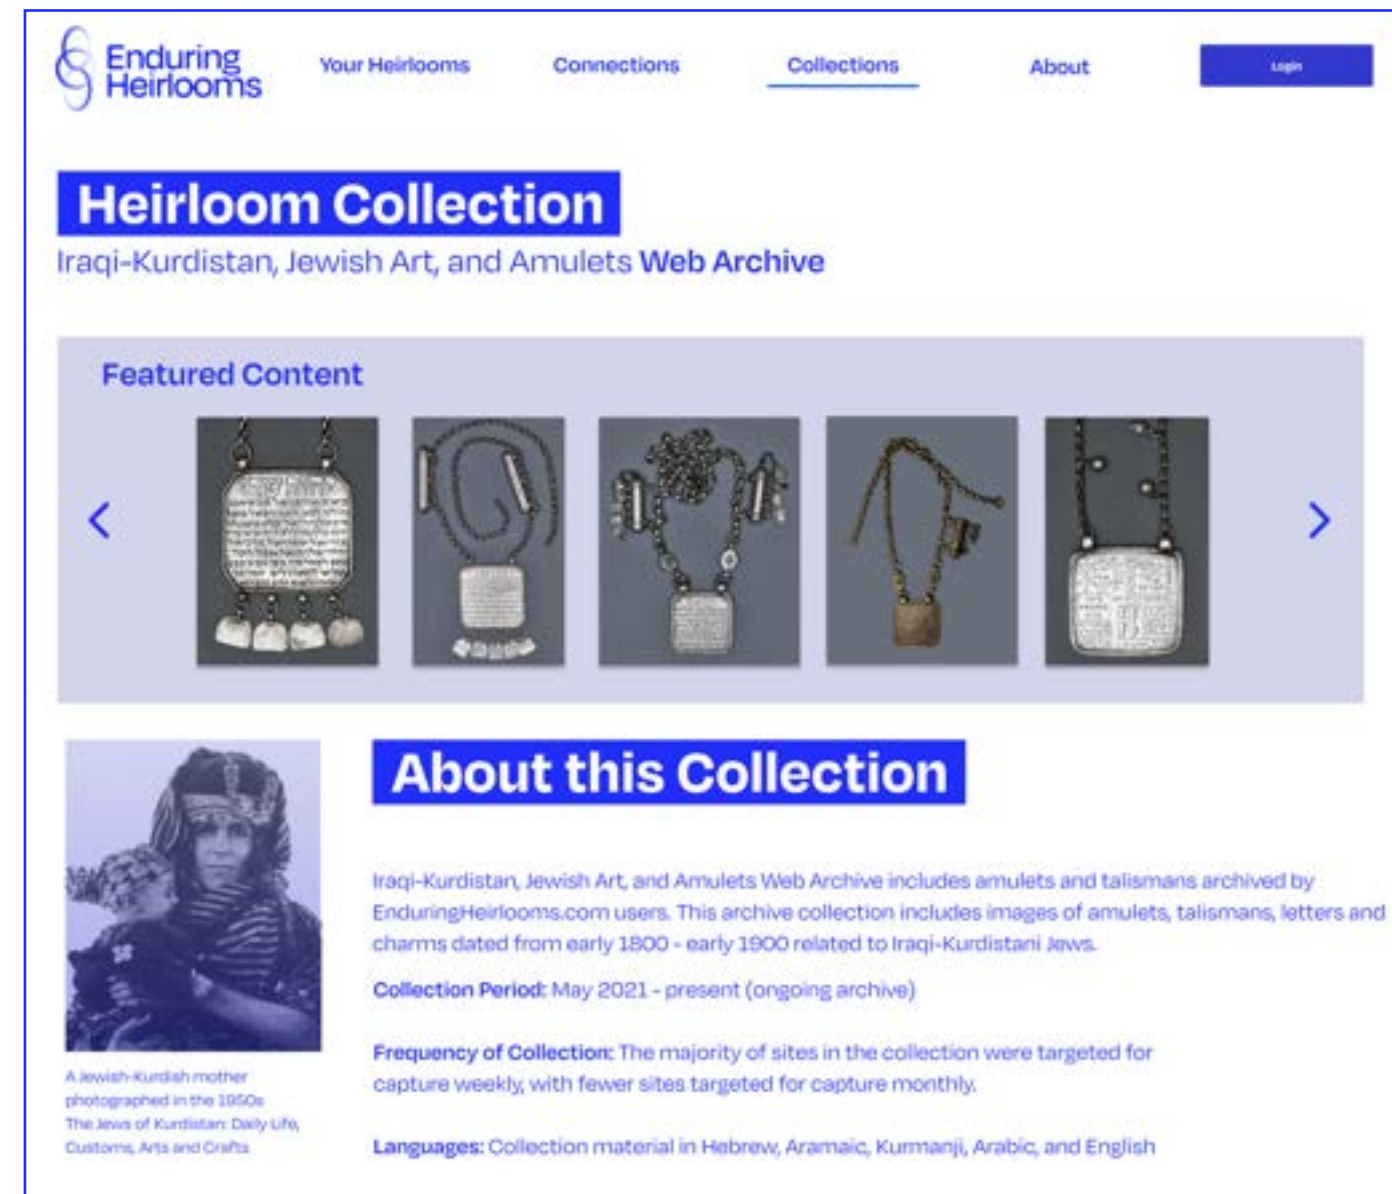 Enduring
Heirlooms
Your Heirlooms
Connections
Collections
About
Login
Heirloom Collection
Iraqi-Kurdistan, Jewish Art, and Amulets Web Archive
Featured Content
About this Collection
Iraqi-Kurdistan, Jewish Art, and Amulets Web Archive includes amulets and talismans archived by
EnduringHeirlooms.com users. This archive collection includes images of amulets, talismans, letters and
charms dated from early 1800 - early 1900 related to Iraqi-Kurdistani Jews.
Collection Period: May 2021 - present (ongoing archive)
Frequency of Collection: The majority of sites in the collection were targeted for
capture weekly, with fewer sites targeted for capture monthly.
Languages: Collection material in Hebrew, Aramaic, Kurmanji, Arabic, and English
A Jewish-Kurdish mother
photographed in the 1950s
The Jews of Kurdistan: Daily Life,
Customs, Arts and Crafts